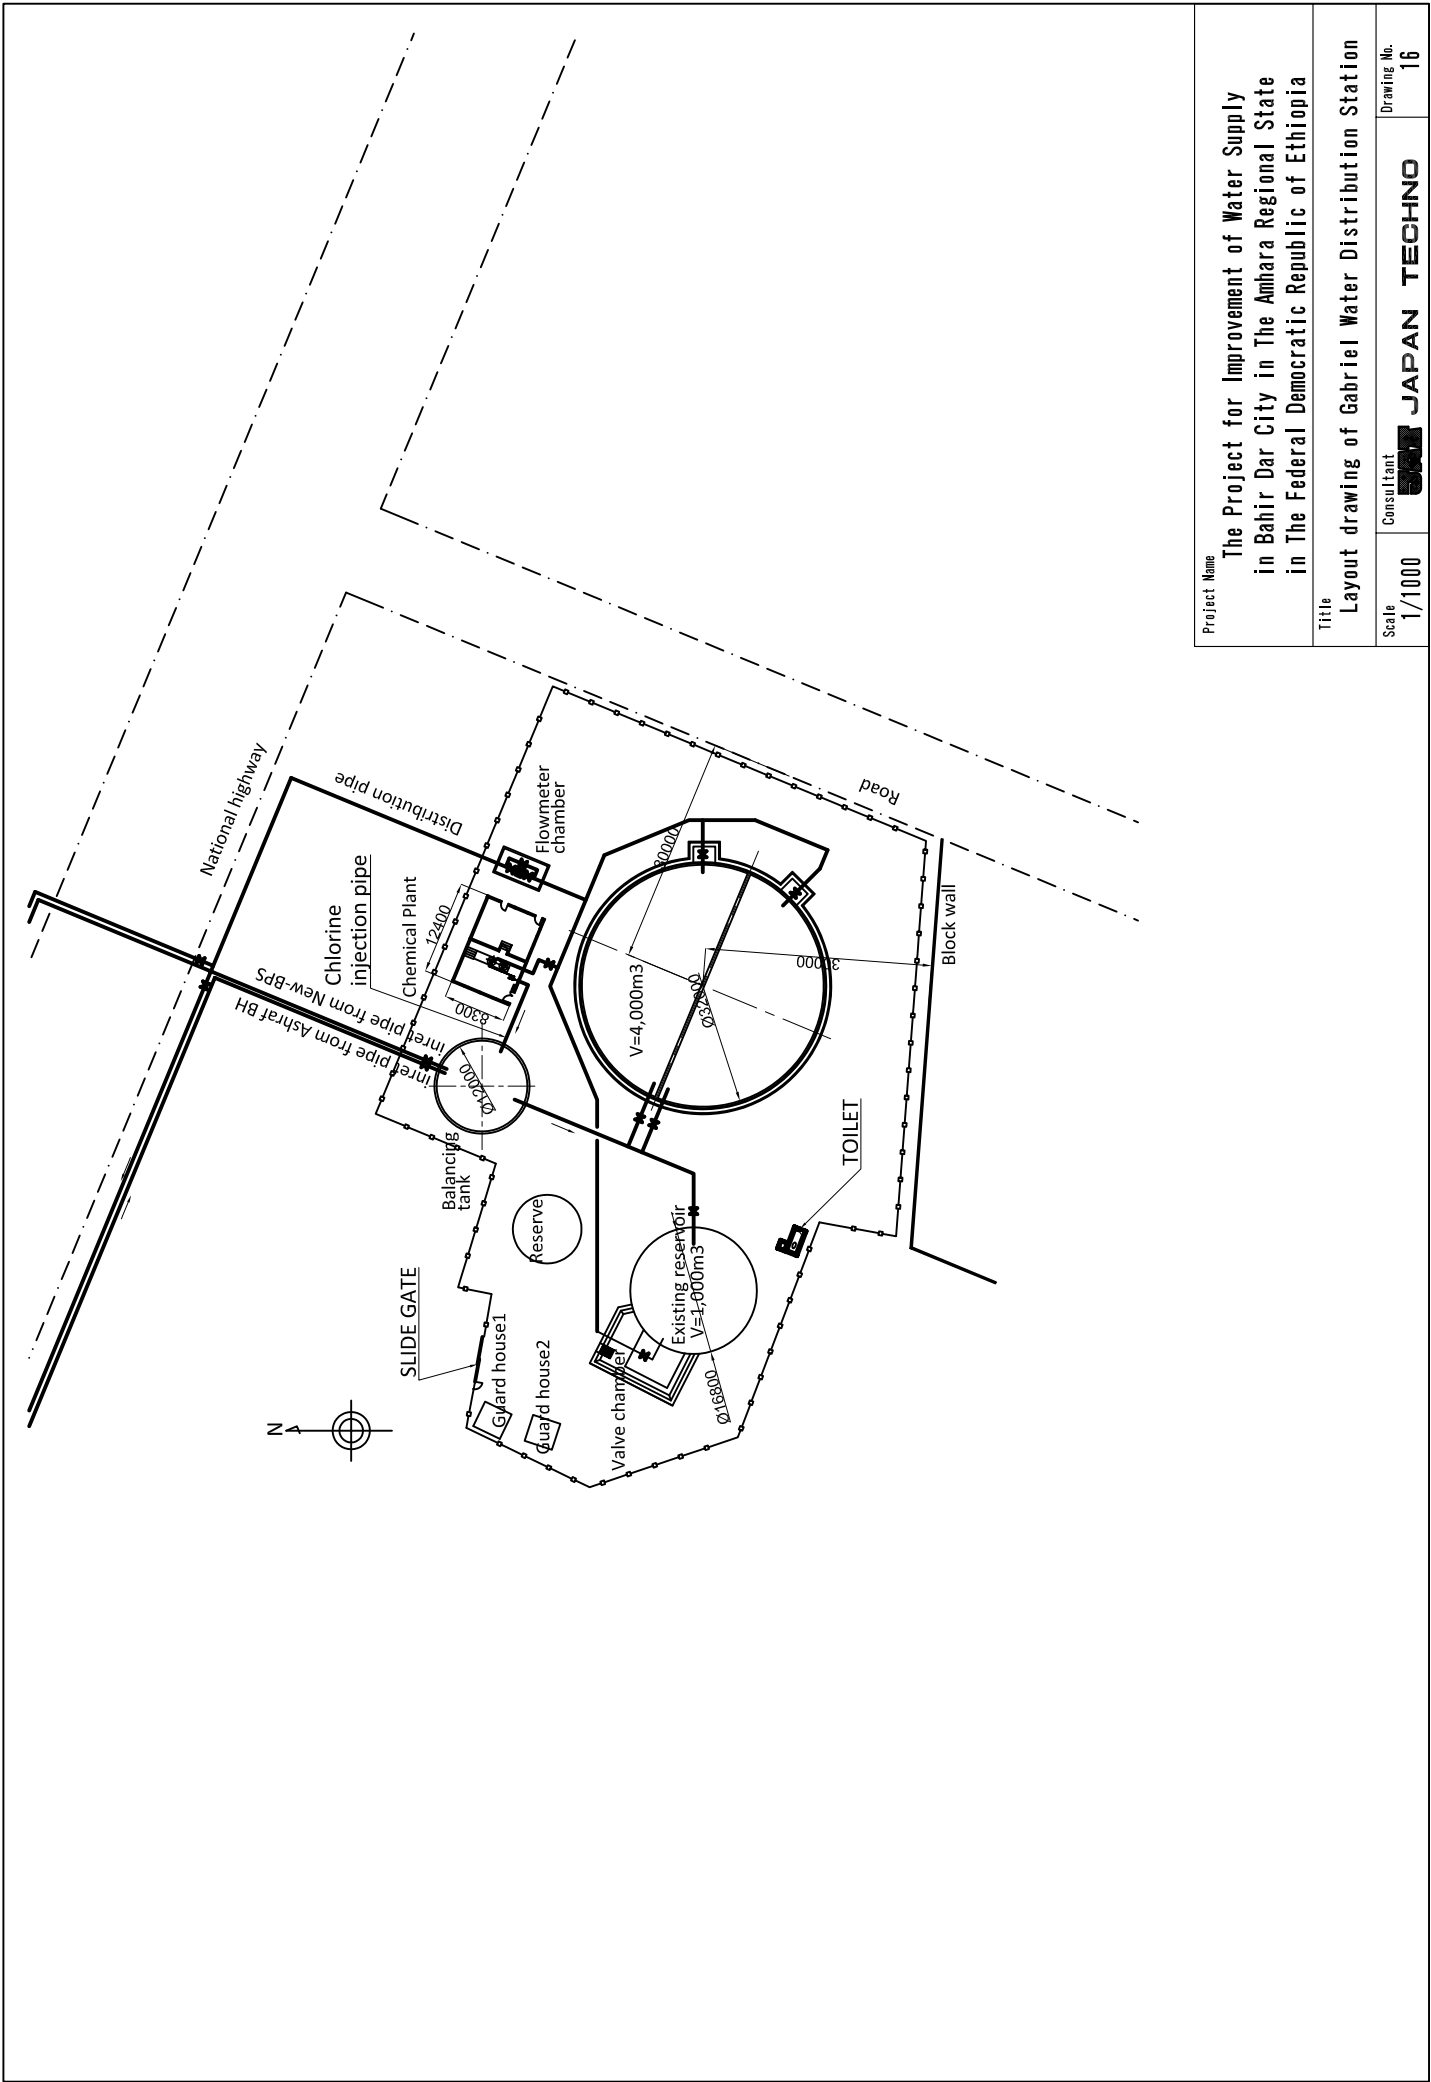 N
National highway
Distribution pipe
Chlorine
injection pipe
Chemical Plant
12400
8300
Flowmeter
chamber
inret pipe from New-BPS
inret pipe from Ashraf BH
Ø12000
Balancing
tank
Reserve
SLIDE GATE
Guard house1
Guard house2
Valve chamber
Existing reservoir
V=1,000m3
Ø16800
V=4,000m3
30000
30000
Road
Block wall
TOILET
Project Name
The Project for Improvement of Water Supply
in Bahir Dar City in The Amhara Regional State
in The Federal Democratic Republic of Ethiopia
Title
Layout drawing of Gabriel Water Distribution Station
Scale
1/1000
Consultant
JAPAN TECHNO
Drawing No.
16